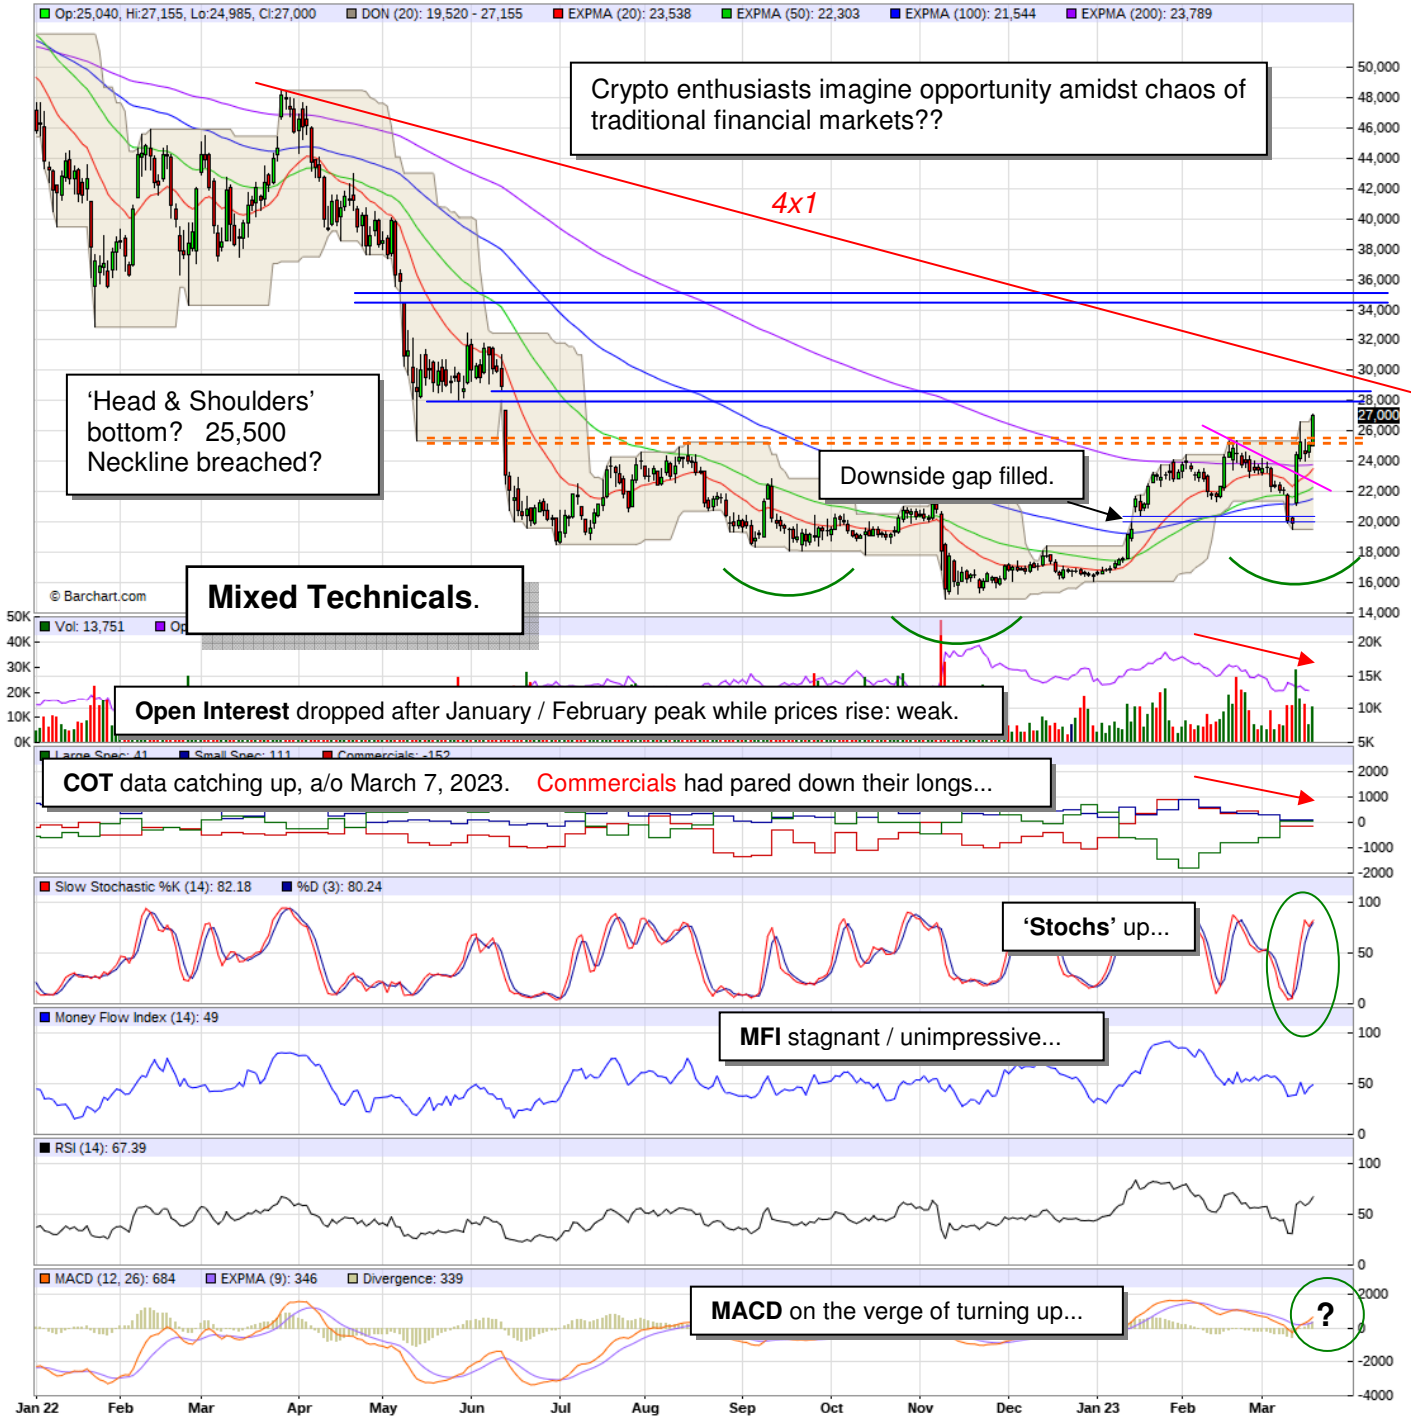 Op:25,040, Hi:27,155, Lo:24,985, Cl:27,000 DON (20): 19,520 - 27,155 EXPMA (20): 23,538 EXPMA (50): 22,303 EXPMA (100): 21,544 EXPMA (200): 23,789
Crypto enthusiasts imagine opportunity amidst chaos of
traditional financial markets??
4x1
50,000
48,000
46,000
44,000
42,000
40,000
38,000
36,000
34,000
32,000
30,000
28,000
27,000
26,000
24,000
22,000
20,000
18,000
16,000
14,000
‘Head & Shoulders’
bottom? 25,500
Neckline breached?
Downside gap filled.
© Barchart.com
Mixed Technicals.
Vol: 13,751 Op
50K
40K
30K
20K
10K
0K
20K
15K
10K
5K
Open Interest dropped after January / February peak while prices rise: weak.
Large Spec: 41 Small Spec: 111 Commercials: -152
COT data catching up, a/o March 7, 2023. Commercials had pared down their longs...
2000
1000
0
-1000
-2000
Slow Stochastic %K (14): 82.18 %D (3): 80.24
‘Stochs’ up...
100
50
0
Money Flow Index (14): 49
MFI stagnant / unimpressive...
100
50
0
RSI (14): 67.39
100
50
0
MACD (12, 26): 684 EXPMA (9): 346 Divergence: 339
MACD on the verge of turning up...
?
2000
0
-2000
-4000
Jan 22 Feb Mar Apr May Jun Jul Aug Sep Oct Nov Dec Jan 23 Feb Mar